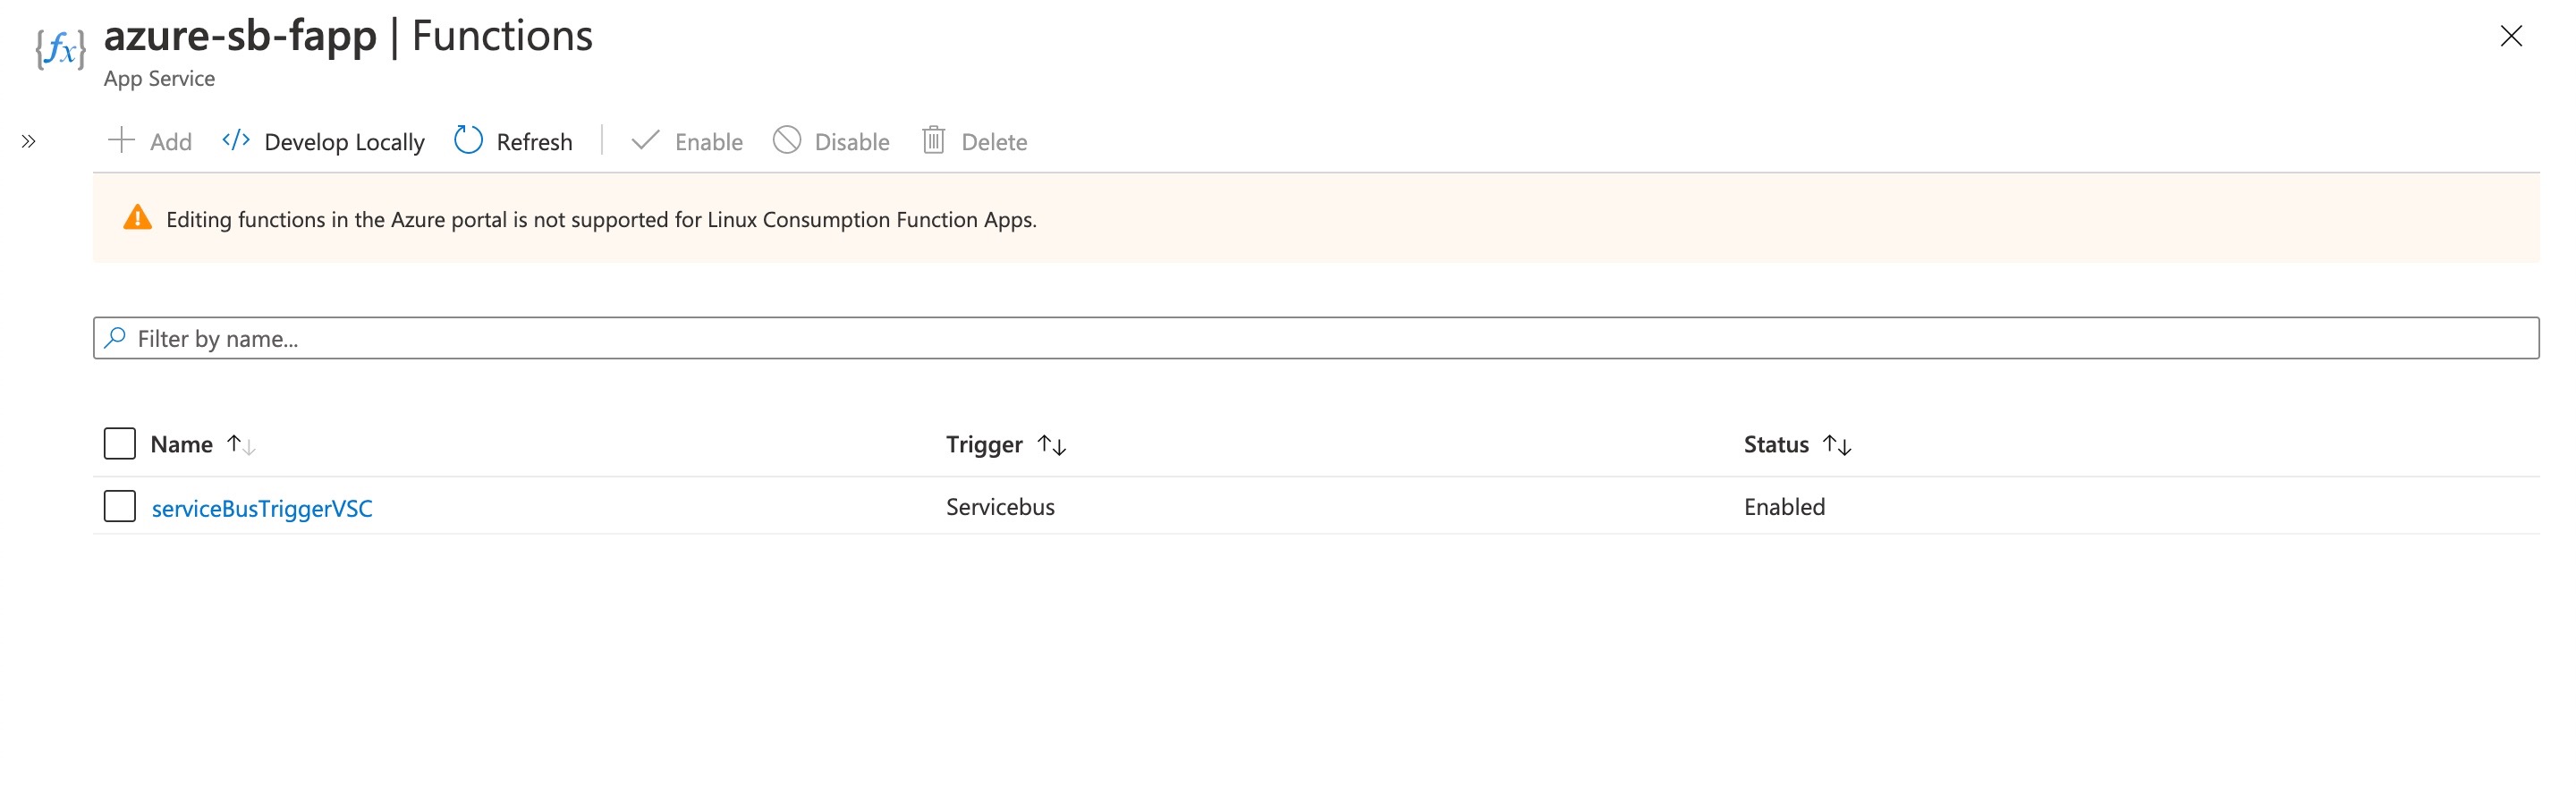 {fx} azure-sb-fapp | Functions
App Service
Add </> Develop Locally Refresh Enable Disable Delete
Editing functions in the Azure portal is not supported for Linux Consumption Function Apps.
Filter by name...
Name ↑↓ Trigger ↑↓ Status ↑↓
serviceBusTriggerVSC Servicebus Enabled